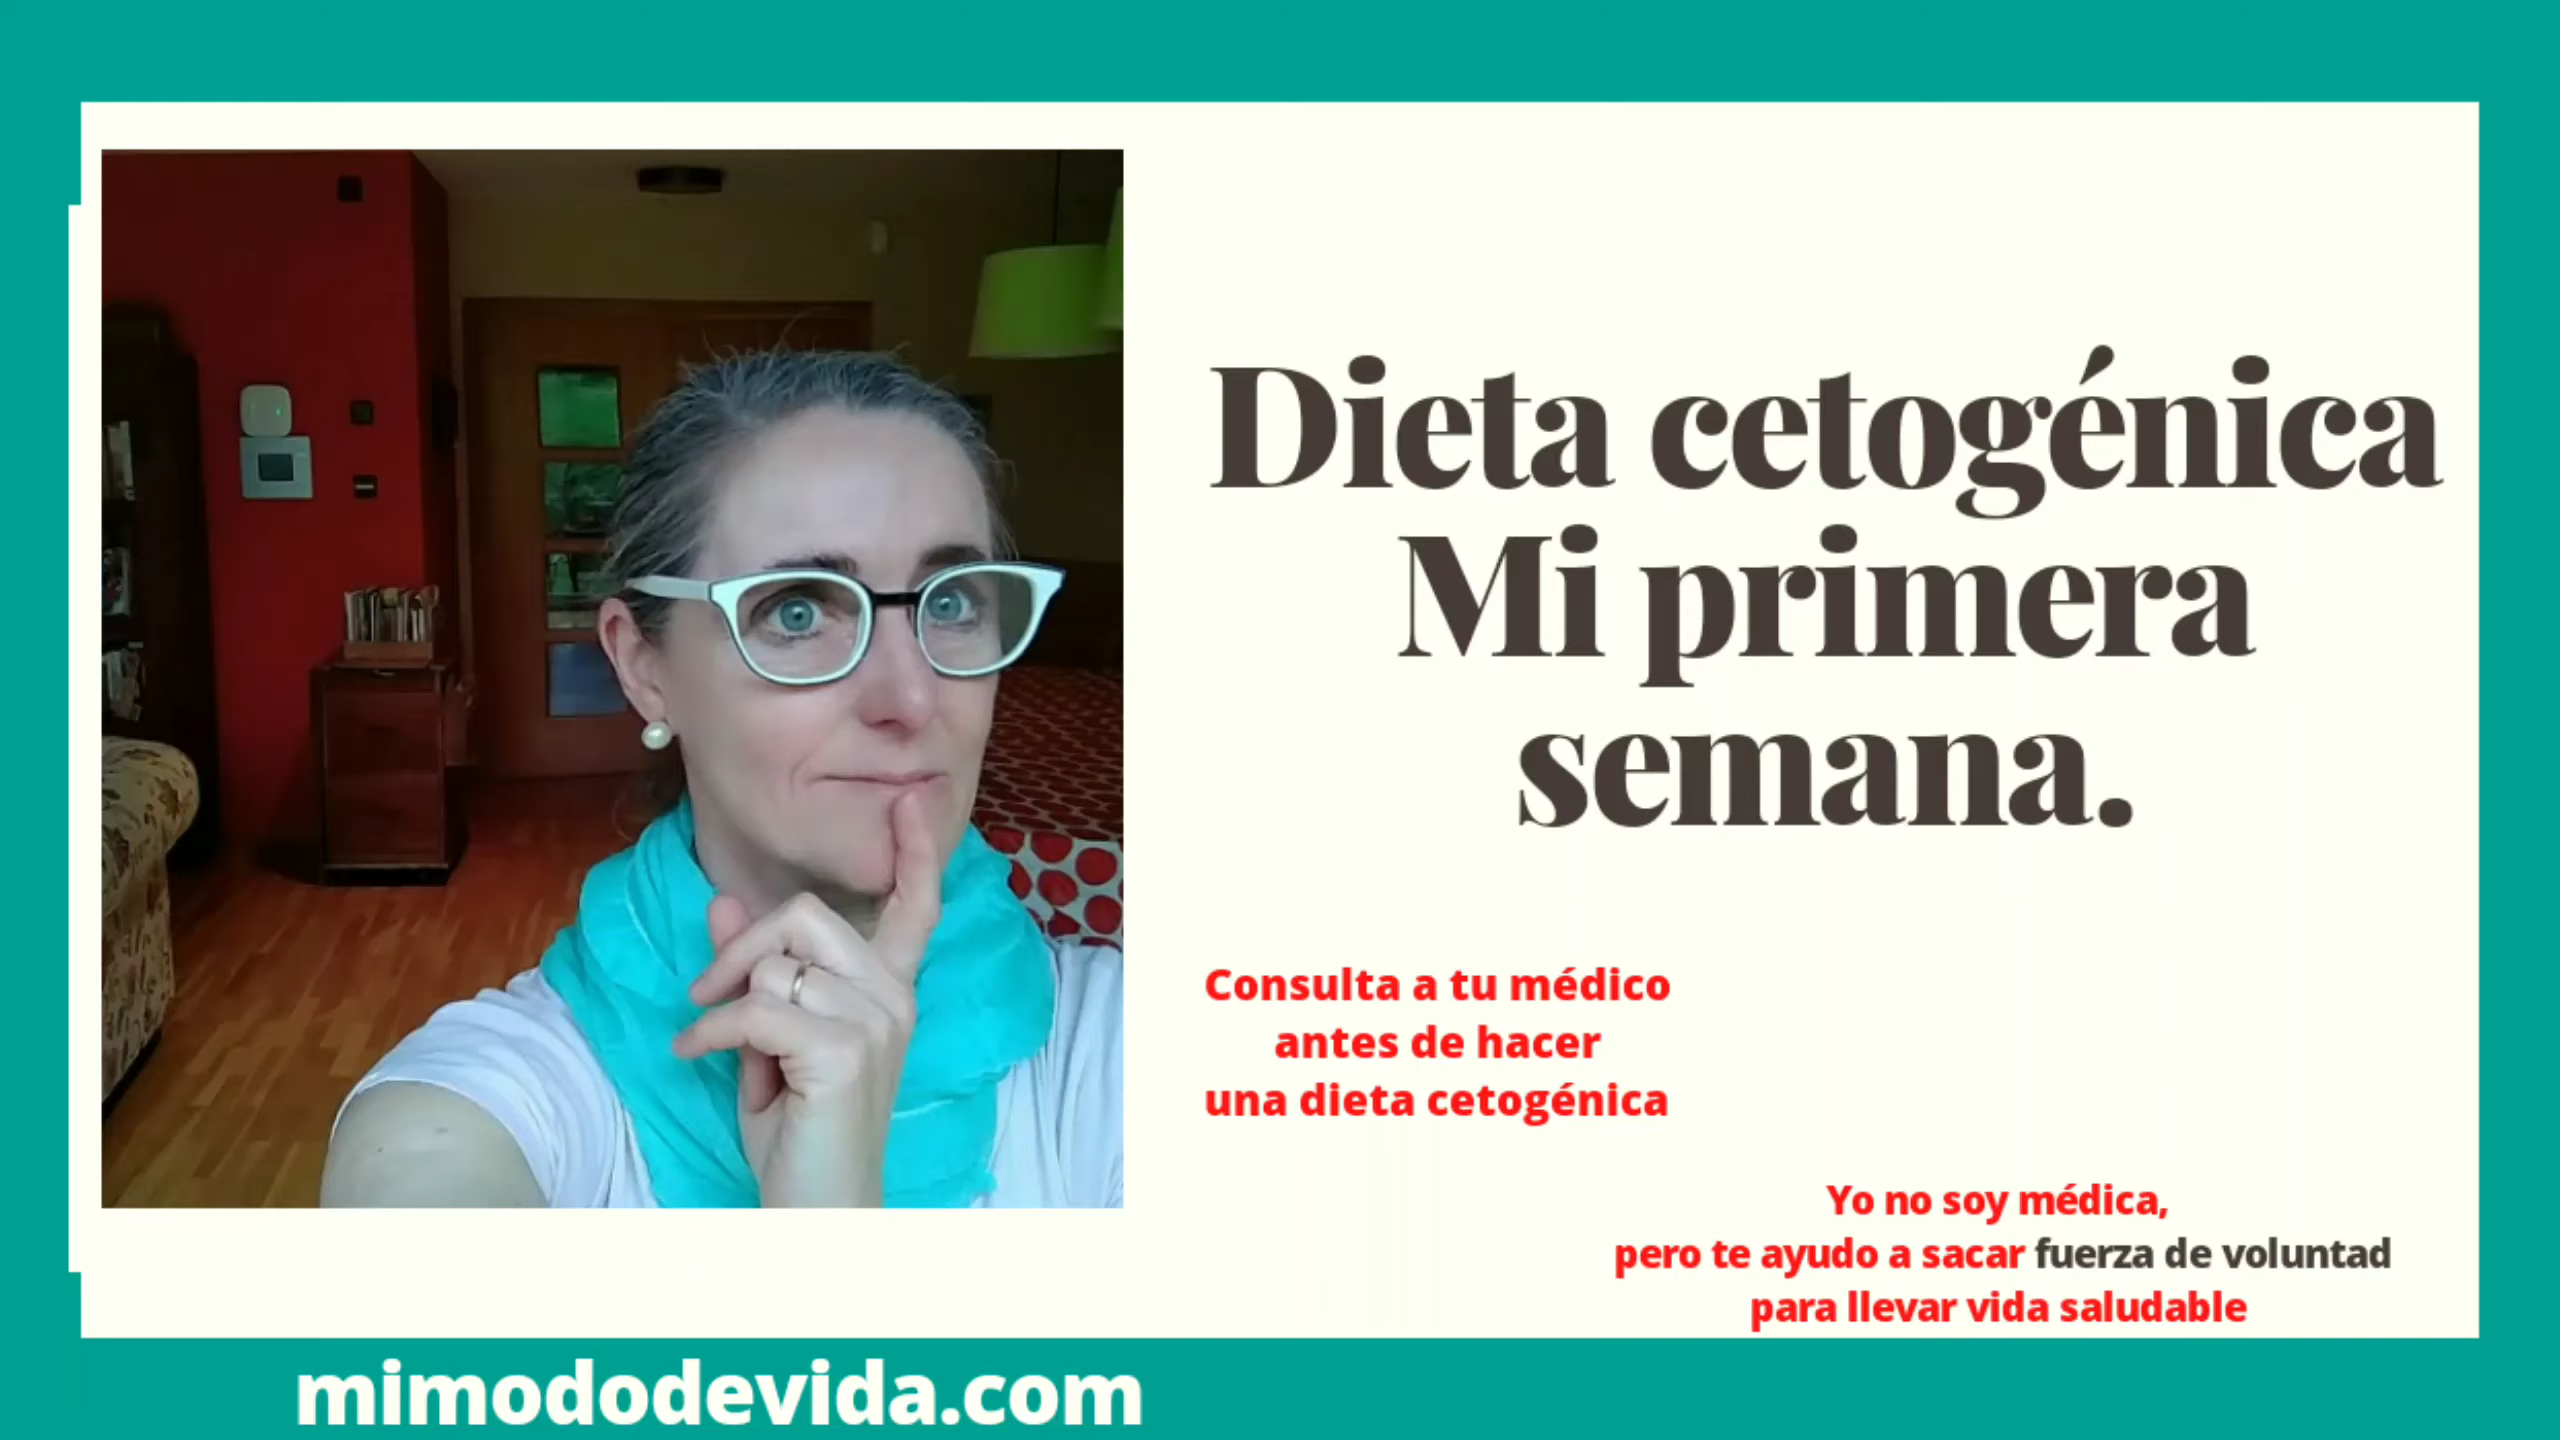 Dieta cetogénica
Mi primera
semana.
Consulta a tu médico
antes de hacer
una dieta cetogénica
Yo no soy médica,
pero te ayudo a sacar fuerza de voluntad
para llevar vida saludable
mimododevida.com